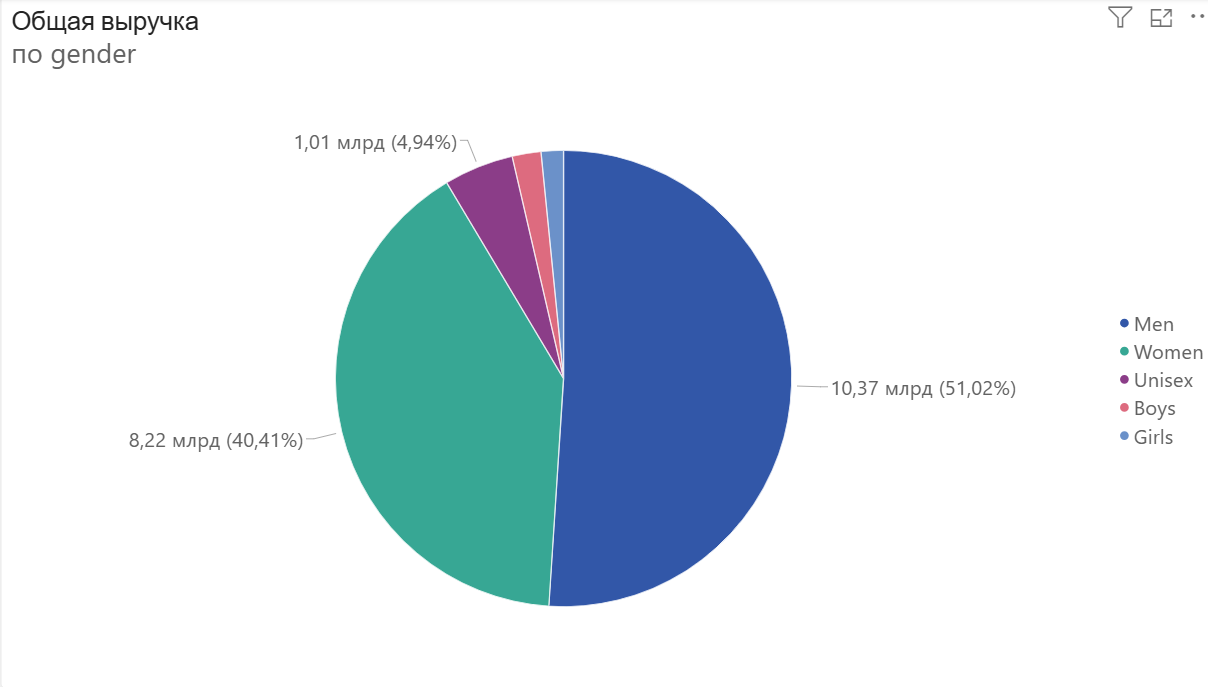 Общая выручка
по gender
1,01 млрд (4,94%)
10,37 млрд (51,02%)
8,22 млрд (40,41%)
Men
Women
Unisex
Boys
Girls